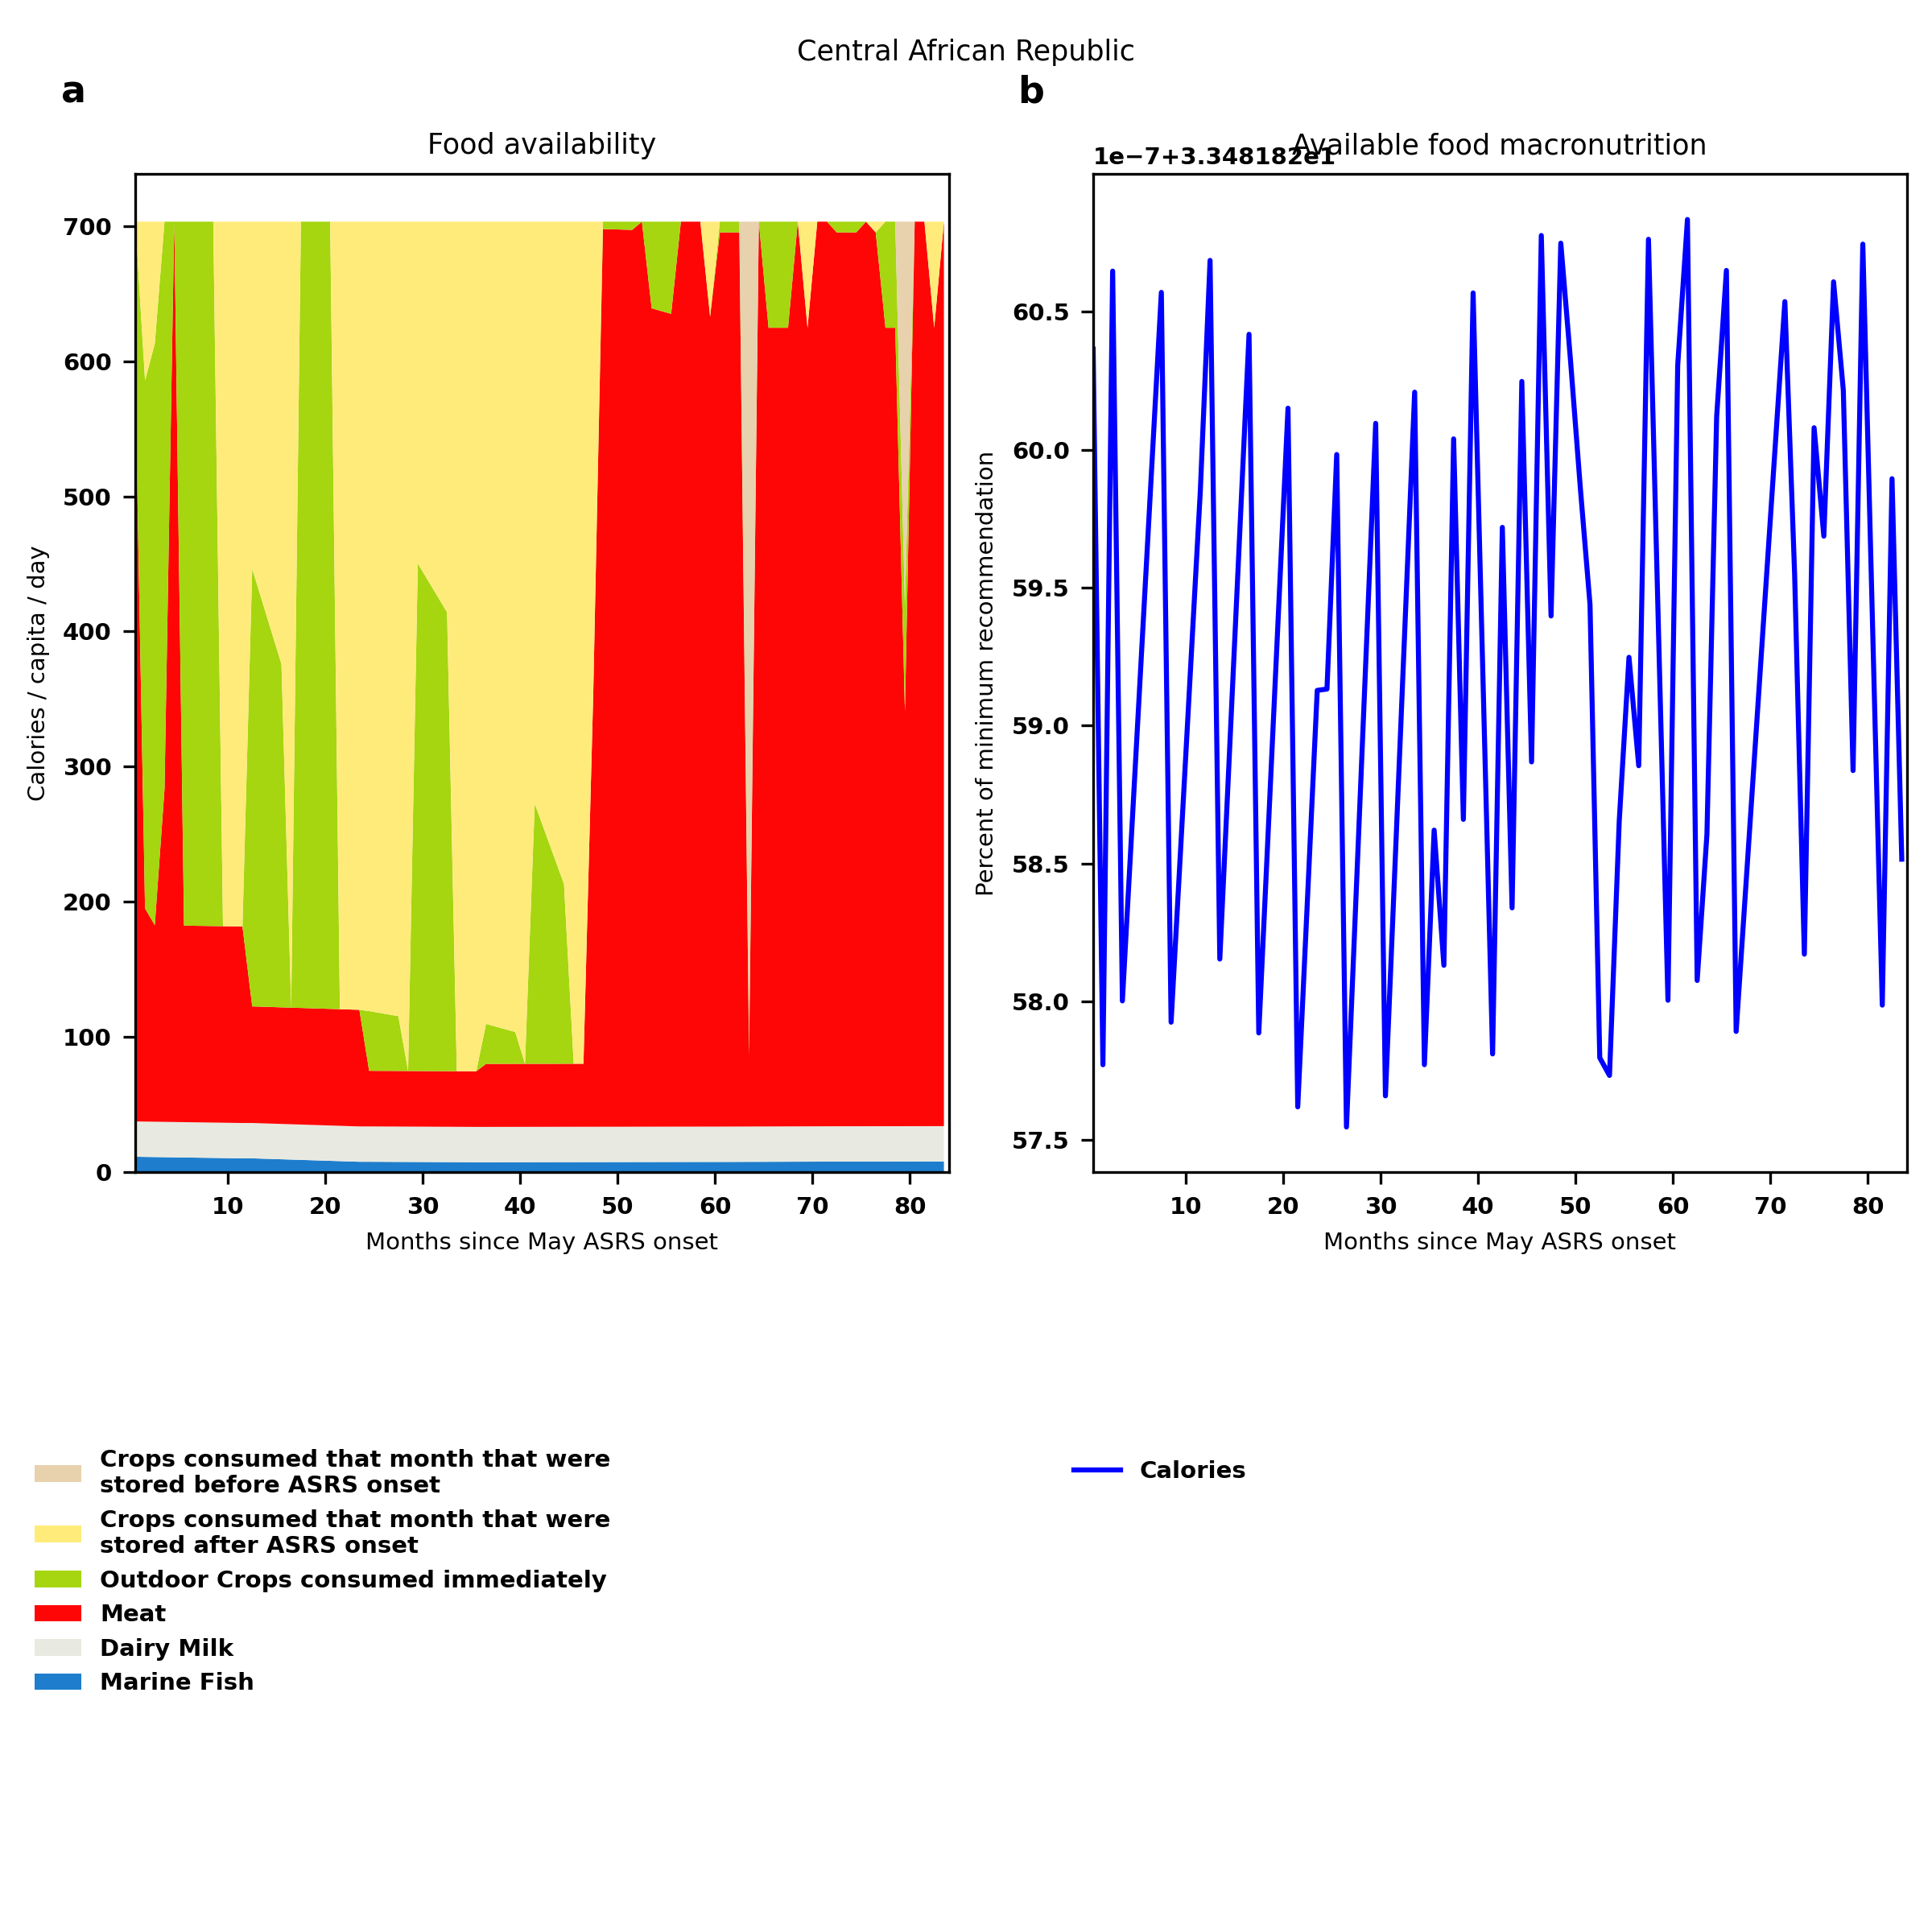 Central African Republic
a
b
Food availability
Available food macronutrition
1e−7+3.348182e1
Calories / capita / day
700
600
500
400
300
200
100
0
10 20 30 40 50 60 70 80
Months since May ASRS onset
Percent of minimum recommendation
60.5
60.0
59.5
59.0
58.5
58.0
57.5
10 20 30 40 50 60 70 80
Months since May ASRS onset
Crops consumed that month that were
stored before ASRS onset
Crops consumed that month that were
stored after ASRS onset
Outdoor Crops consumed immediately
Meat
Dairy Milk
Marine Fish
Calories